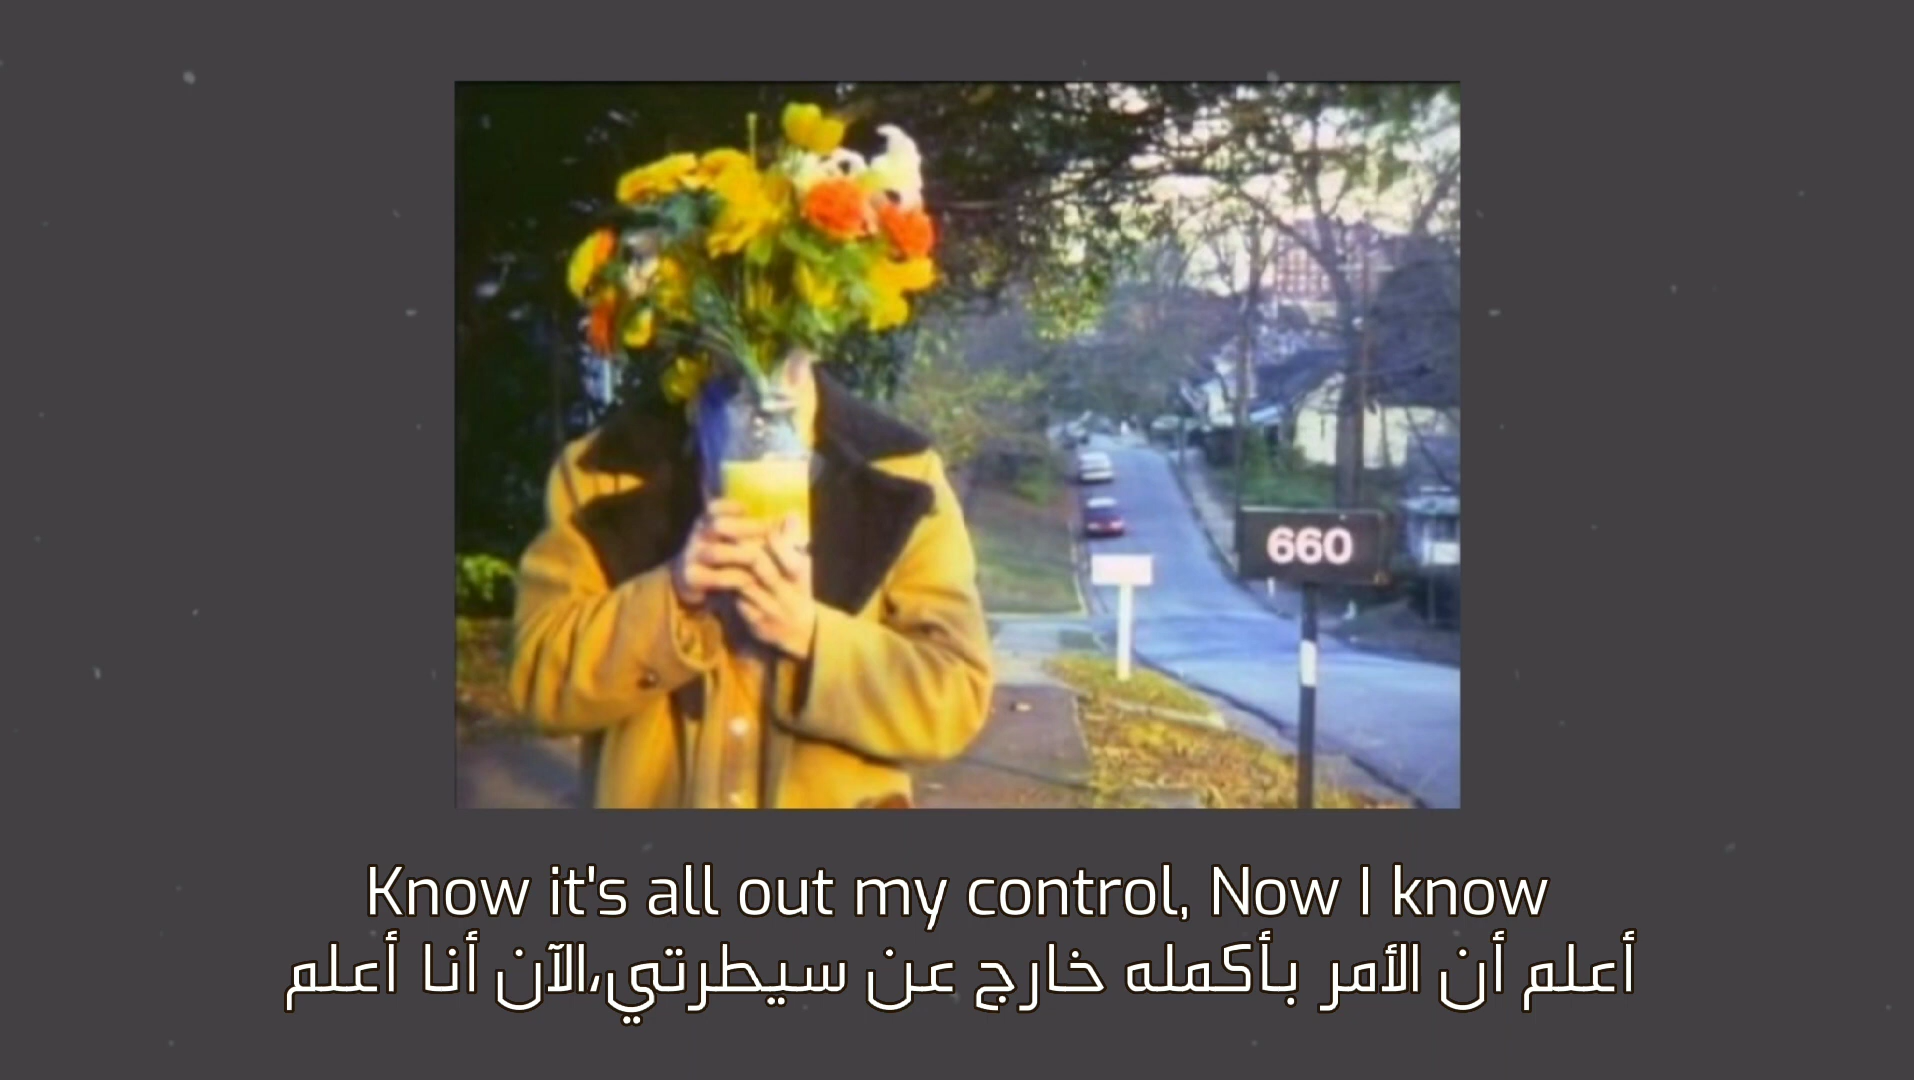 660
Know it's all out my control, Now I know
أعلم أن الأمر بأكمله خارج عن سيطرتي،الآن أنا أعلم